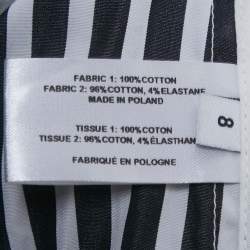 FABRIC 1: 100%COTTON
FABRIC 2: 96%COTTON, 4%ELASTANE
MADE IN POLAND
TISSUE 1: 100%COTON
TISSUE 2: 96%COTON, 4%ELASTHAN
FABRIQUÉ EN POLOGNE
8